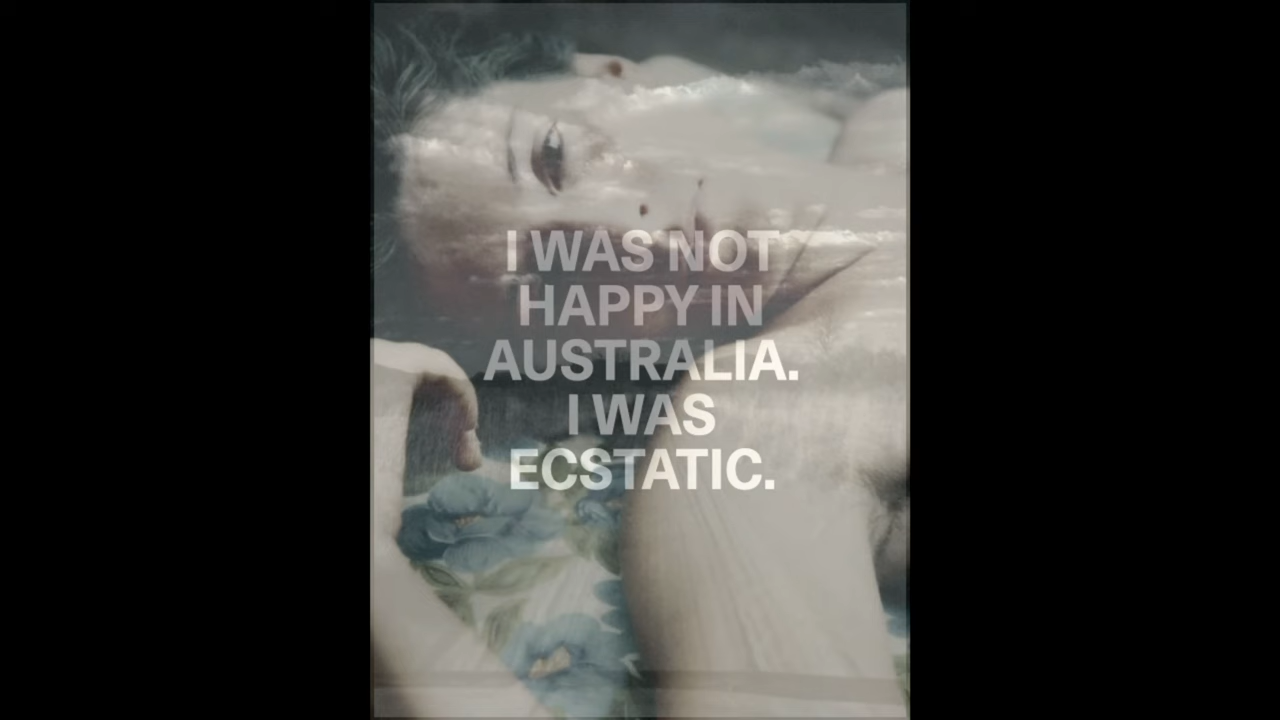 I WAS NOT
HAPPY IN
AUSTRALIA.
I WAS
ECSTATIC.